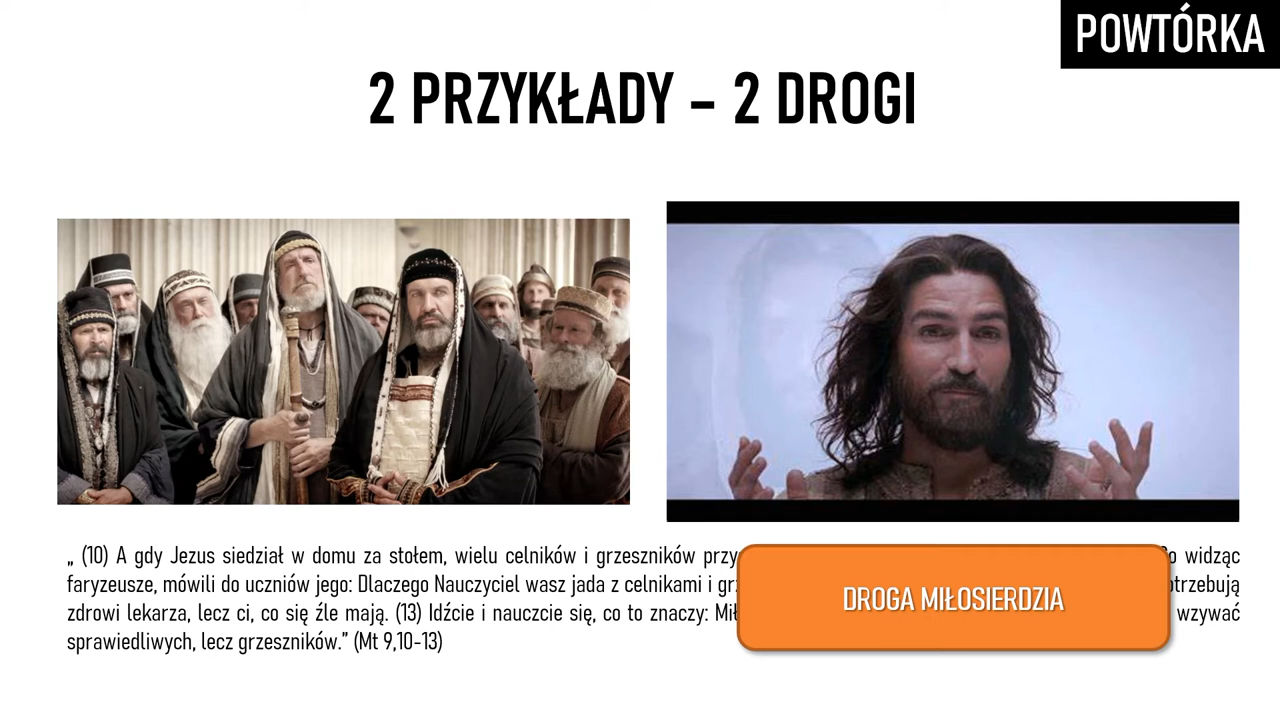 POWTÓRKA
2 PRZYKŁADY – 2 DROGI
„ (10) A gdy Jezus siedział w domu za stołem, wielu celników i grzeszników widząc
faryzeusze, mówili do uczniów jego: Dlaczego Nauczyciel wasz jada z celnikami i
zdrowi lekarza, lecz ci, co się źle mają. (13) Idźcie i nauczcie się, co to znaczy: wzywać
sprawiedliwych, lecz grzeszników.” (Mt 9,10-13)
DROGA MIŁOSIERDZIA